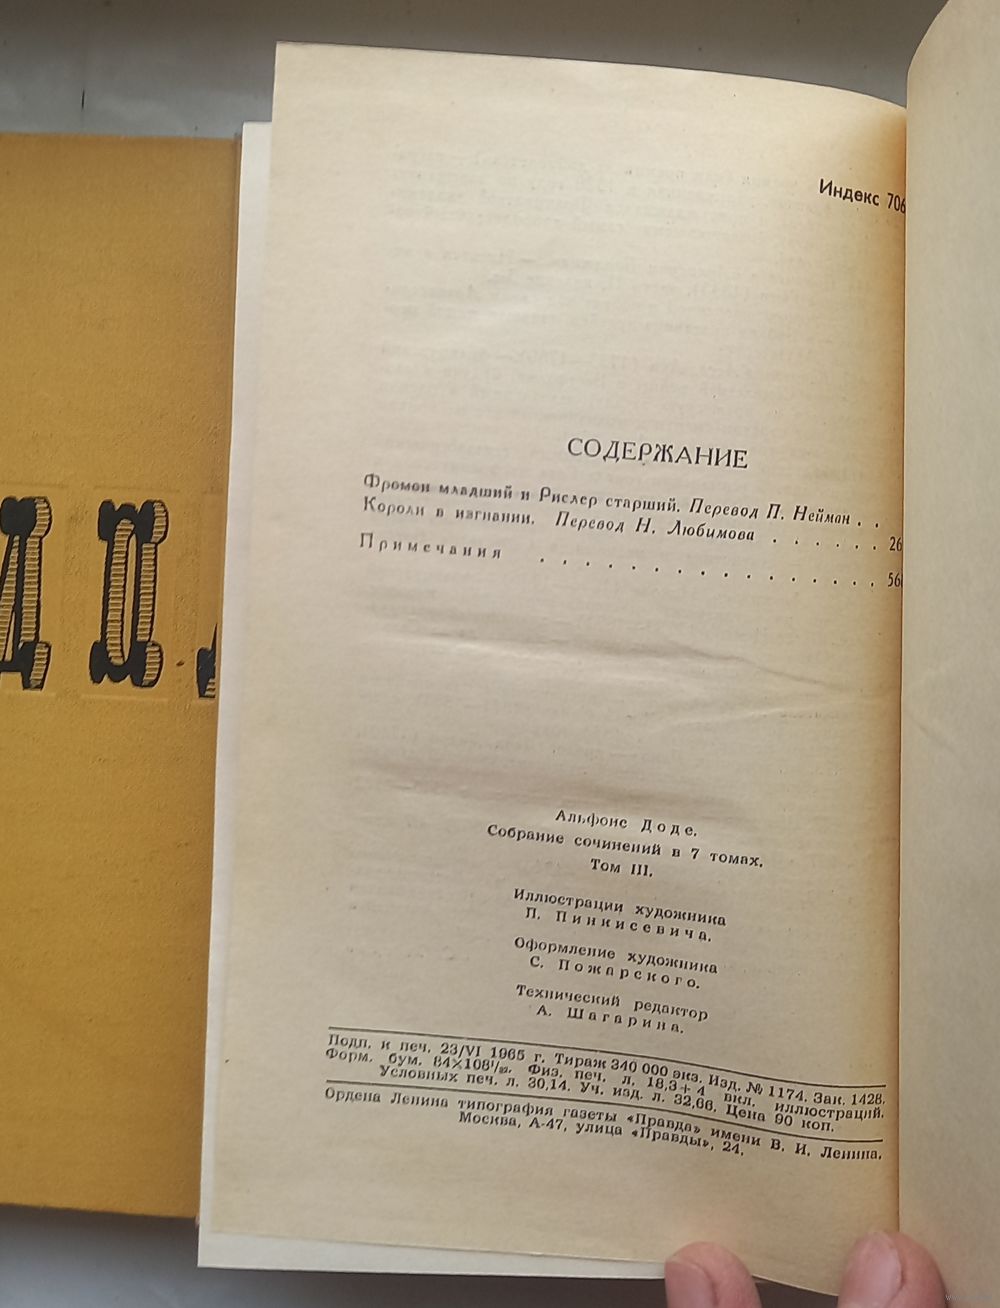 Индекс 706
СОДЕРЖАНИЕ
Фромон младший и Рислер старший. Перевод П. Нейман . .
Короли в изгнании. Перевод Н. Любимова . . . . . . 26
Примечания . . . . . . . . . . . . . . . 56
Альфонс Доде.
Собрание сочинений в 7 томах.
Том III.
Иллюстрации художника
П. Пинкисевича.
Оформление художника
С. Пожарского.
Технический редактор
А. Шагарина.
Подп. к печ. 23/VI 1965 г. Тираж 340 000 экз. Изд. № 1174. Зак. 1428.
Форм. бум. 84×108¹/₃₂. Физ. печ. л. 18,3+4 вкл. иллюстраций.
Условных печ. л. 30,14. Уч. изд. л. 32,66. Цена 90 коп.
Ордена Ленина типография газеты «Правда» имени В. И. Ленина.
Москва, А-47, улица «Правды», 24.
ДО